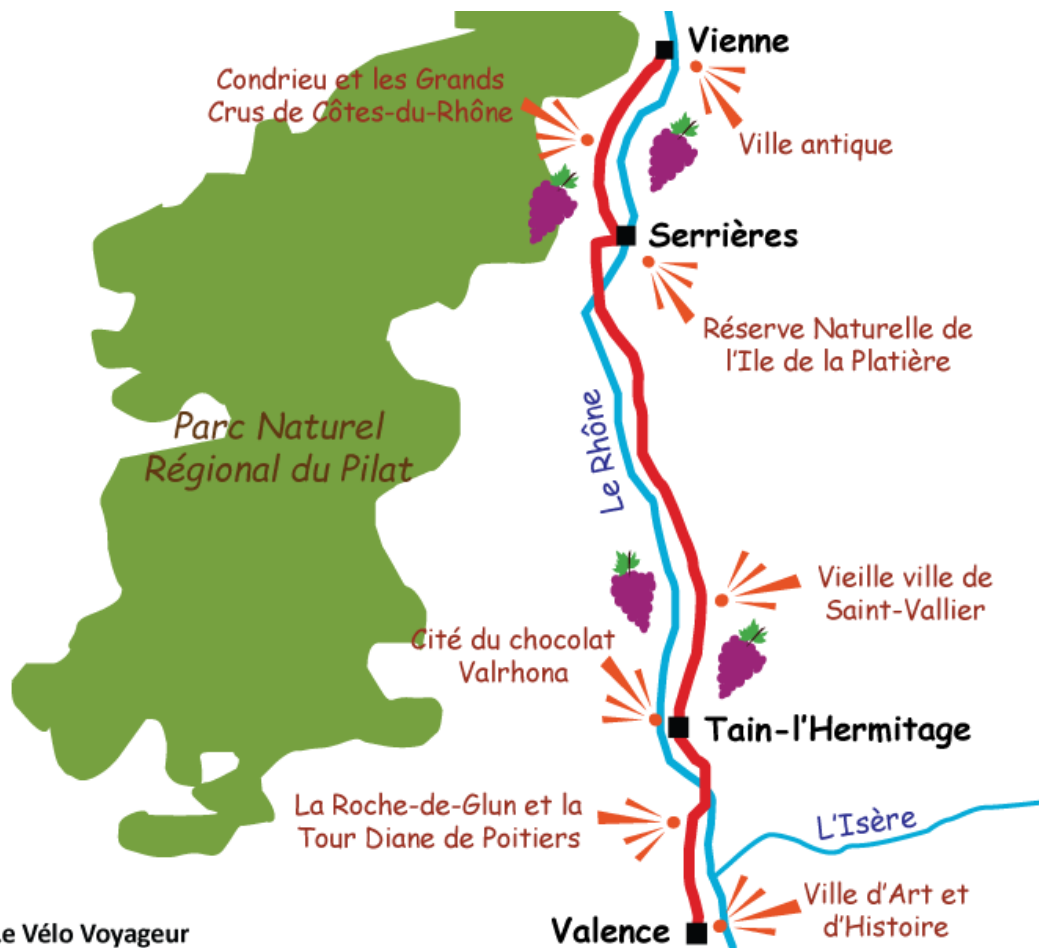 Vienne
Condrieu et les Grands
Crus de Côtes-du-Rhône
Ville antique
Serrières
Réserve Naturelle de
l'Ile de la Platière
Parc Naturel
Régional du Pilat
Le Rhône
Vieille ville de
Saint-Vallier
Cité du chocolat
Valrhona
Tain-l'Hermitage
La Roche-de-Glun et la
Tour Diane de Poitiers
L'Isère
Ville d'Art et
d'Histoire
Valence
Le Vélo Voyageur